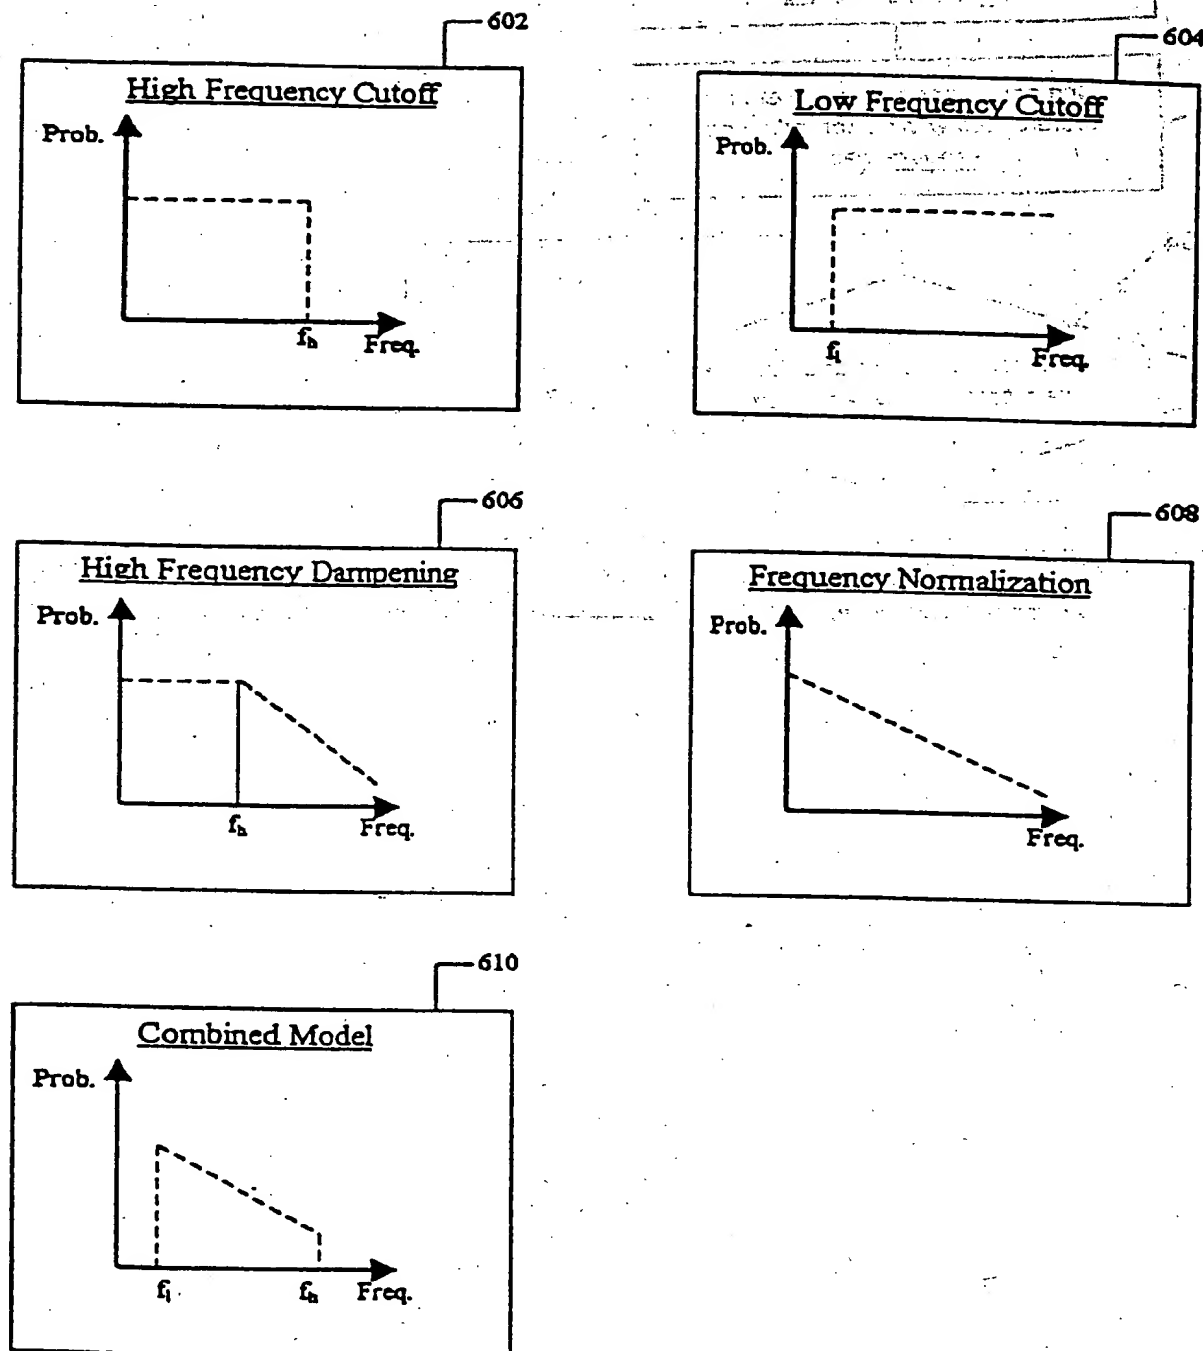 602
High Frequency Cutoff
Prob.
fh
Freq.
604
Low Frequency Cutoff
Prob.
fl
Freq.
606
High Frequency Dampening
Prob.
fh
Freq.
608
Frequency Normalization
Prob.
Freq.
610
Combined Model
Prob.
fl
fh
Freq.